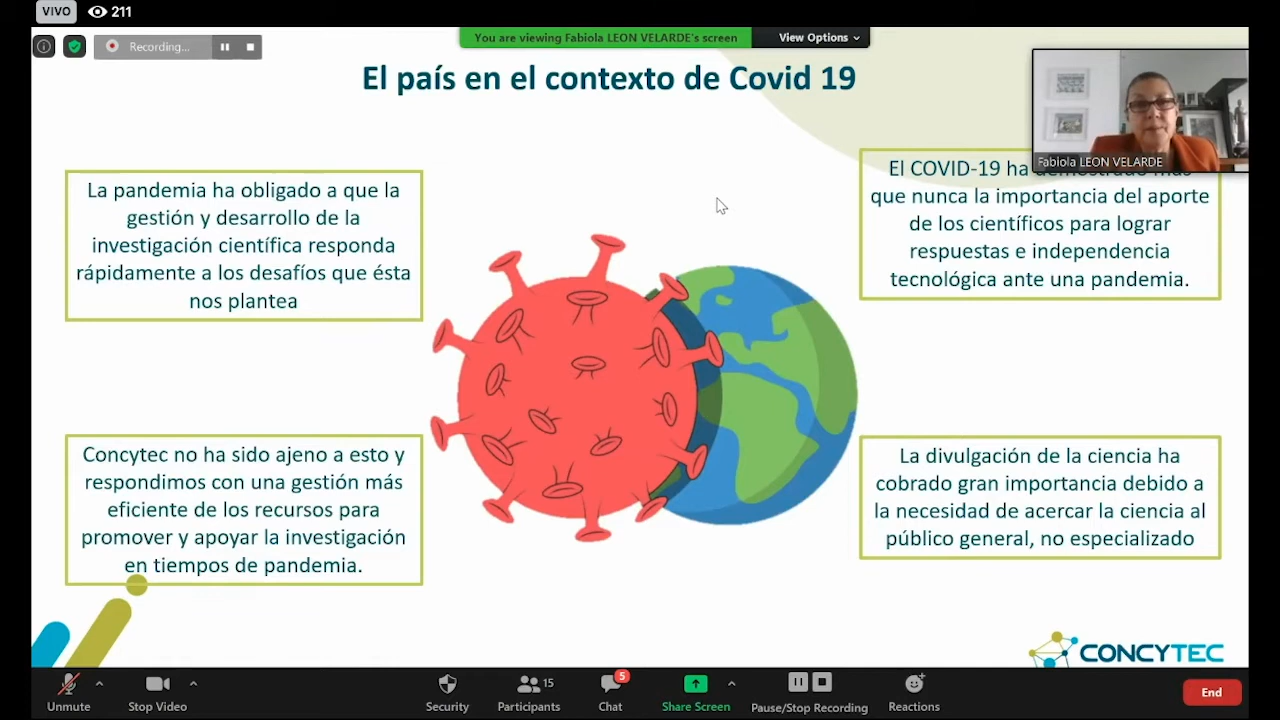 VIVO 211
Recording...
You are viewing Fabiola LEON VELARDE's screen
View Options
El país en el contexto de Covid 19
Fabiola LEON VELARDE
La pandemia ha obligado a que la
gestión y desarrollo de la
investigación científica responda
rápidamente a los desafíos que ésta
nos plantea
El COVID-19 ha demostrado más
que nunca la importancia del aporte
de los científicos para lograr
respuestas e independencia
tecnológica ante una pandemia.
Concytec no ha sido ajeno a esto y
respondimos con una gestión más
eficiente de los recursos para
promover y apoyar la investigación
en tiempos de pandemia.
La divulgación de la ciencia ha
cobrado gran importancia debido a
la necesidad de acercar la ciencia al
público general, no especializado
CONCYTEC
Unmute
Stop Video
Security
15
Participants
5
Chat
Share Screen
Pause/Stop Recording
Reactions
End